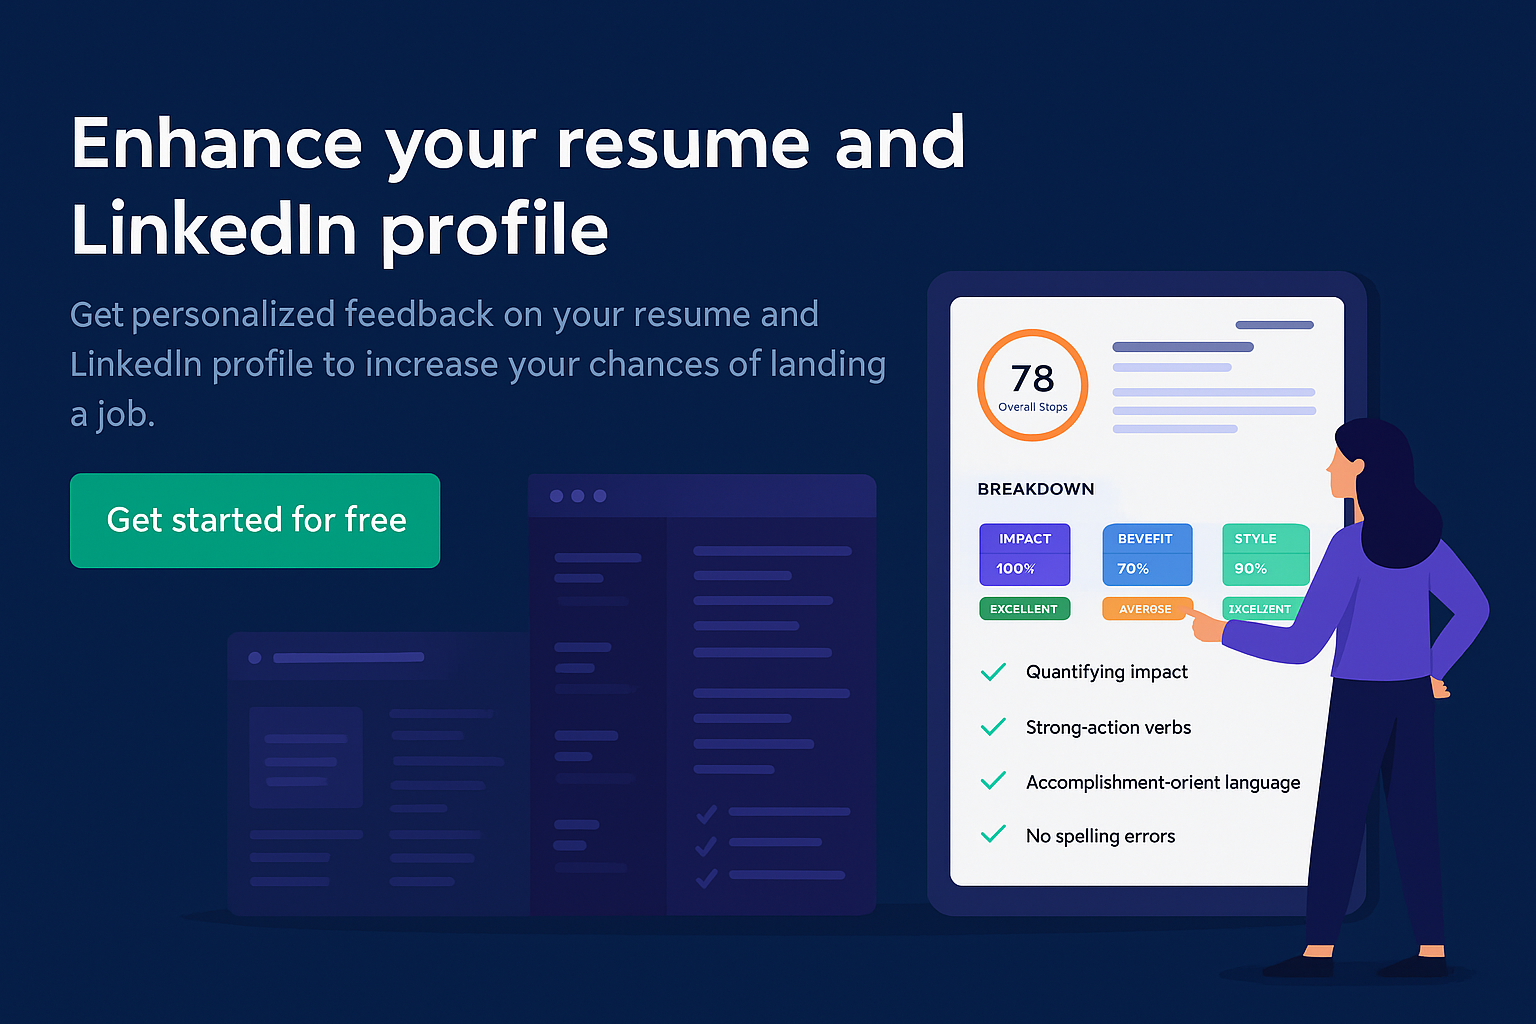 Enhance your resume and
LinkedIn profile
Get personalized feedback on your resume and
LinkedIn profile to increase your chances of landing
a job.
Get started for free
78
Overall Stops
BREAKDOWN
IMPACT
100%
EXCELLENT
BEVEFIT
70%
AVERØSE
STYLE
90%
IXCELZENT
Quantifying impact
Strong-action verbs
Accomplishment-orient language
No spelling errors